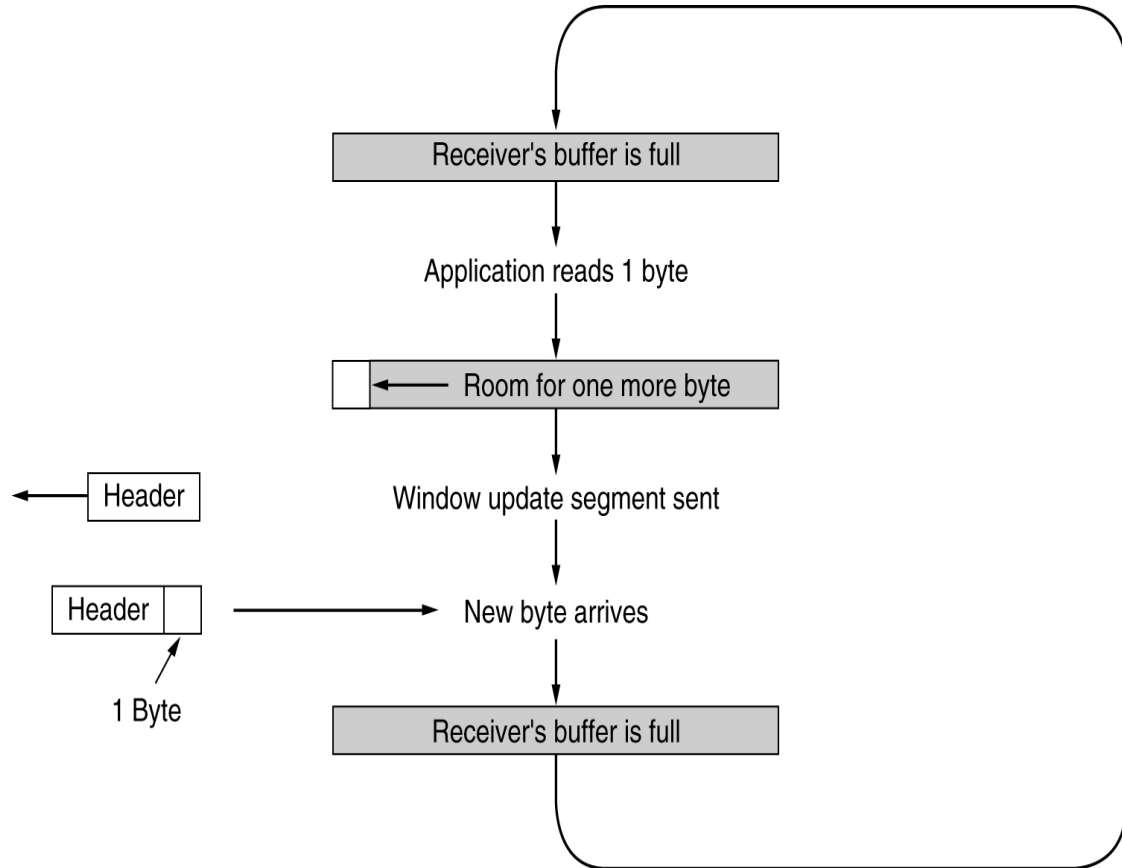 Receiver's buffer is full
Application reads 1 byte
Room for one more byte
Header
Window update segment sent
Header
New byte arrives
1 Byte
Receiver's buffer is full